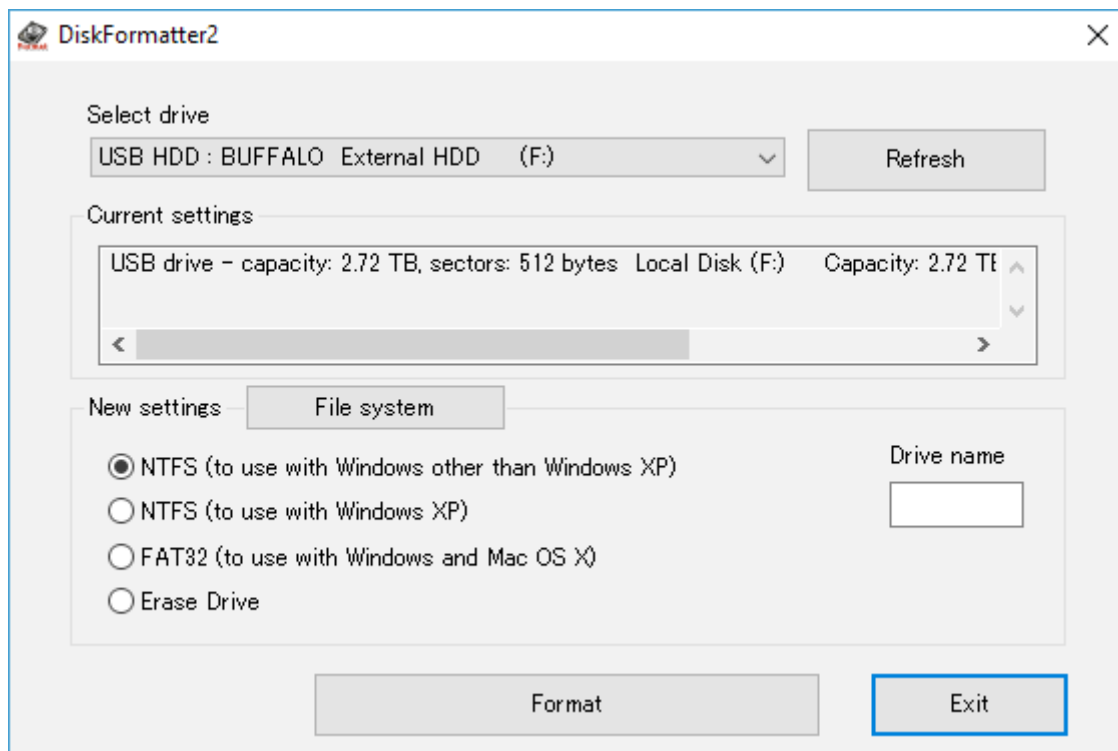 DiskFormatter2
Select drive
USB HDD : BUFFALO External HDD (F:)
Refresh
Current settings
USB drive - capacity: 2.72 TB, sectors: 512 bytes Local Disk (F:) Capacity: 2.72
New settings
File system
NTFS (to use with Windows other than Windows XP)
Drive name
NTFS (to use with Windows XP)
FAT32 (to use with Windows and Mac OS X)
Erase Drive
Format
Exit